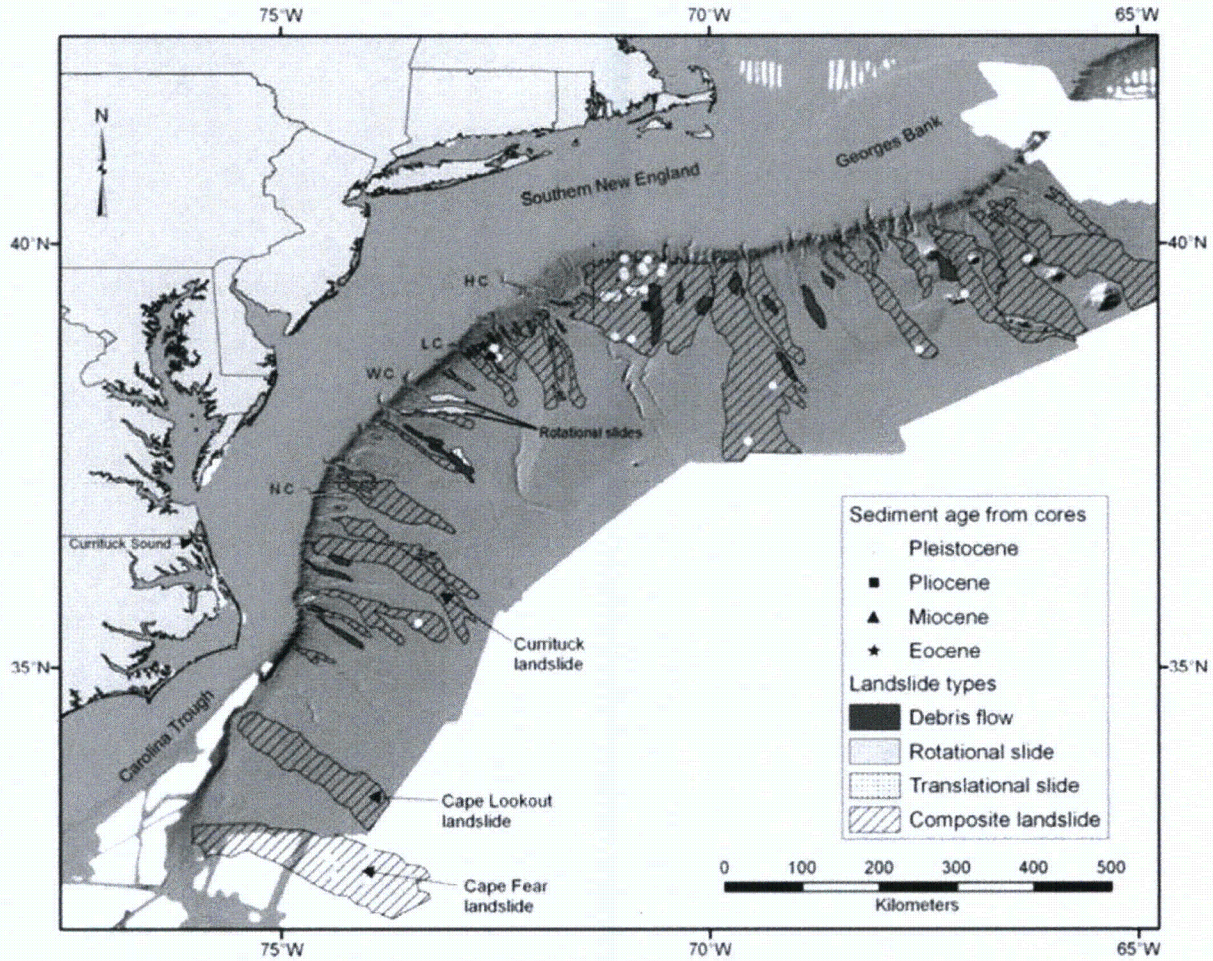 75°W
70°W
65°W
N
Georges Bank
Southern New England
40°N
40°N
HC
LC
WC
Rotational slides
NC
Currituck Sound
Sediment age from cores
Pleistocene
Pliocene
Miocene
Eocene
Currituck
landslide
35°N
35°N
Landslide types
Debris flow
Rotational slide
Translational slide
Composite landslide
Carolina Trough
Cape Lookout
landslide
Cape Fear
landslide
0 100 200 300 400 500
Kilometers
75°W
70°W
65°W